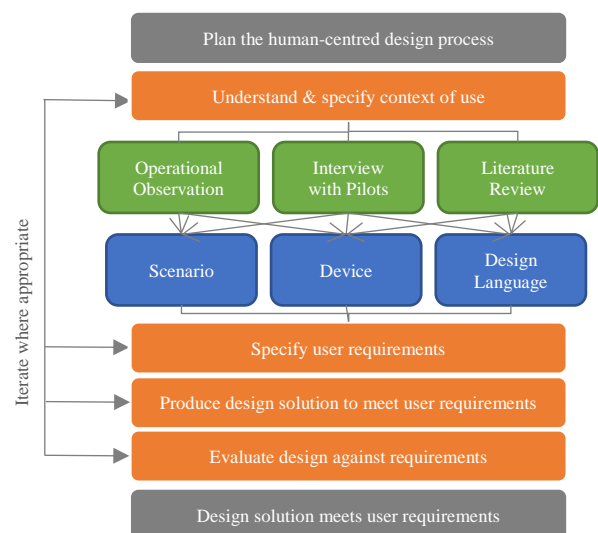 Plan the human-centred design process
Understand & specify context of use
Operational
Observation
Interview
with Pilots
Literature
Review
Scenario
Device
Design
Language
Specify user requirements
Produce design solution to meet user requirements
Evaluate design against requirements
Design solution meets user requirements
Iterate where appropriate